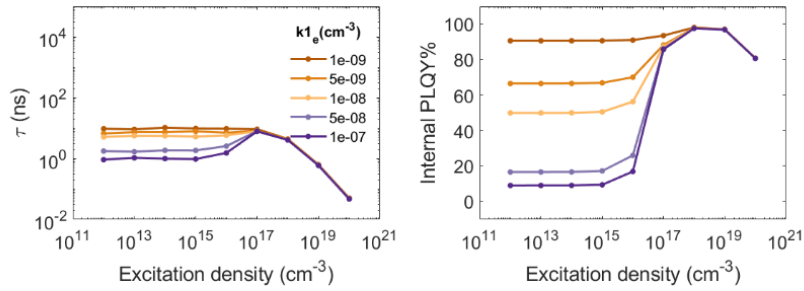 k1_e(cm^-3)
1e-09
5e-09
1e-08
5e-08
1e-07
τ (ns)
10^4
10^2
10^0
10^-2
10^11 10^13 10^15 10^17 10^19 10^21
Excitation density (cm^-3)
Internal PLQY%
100
80
60
40
20
0
10^11 10^13 10^15 10^17 10^19 10^21
Excitation density (cm^-3)